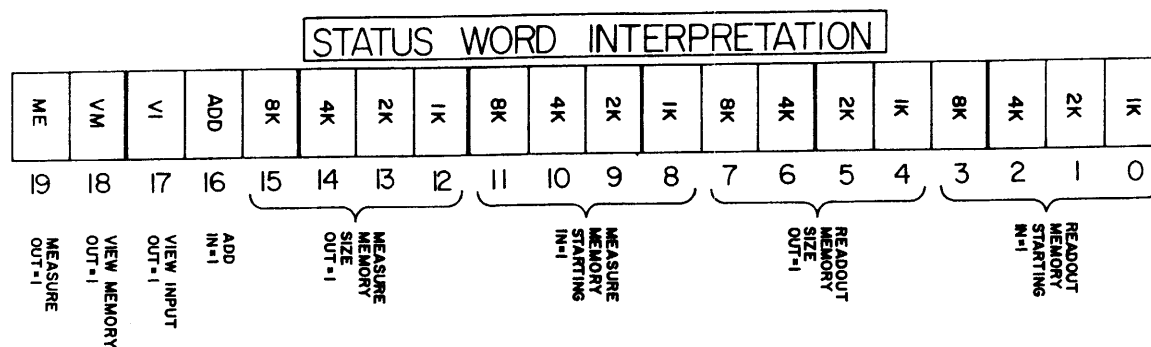 STATUS WORD INTERPRETATION
ME VM VI ADD 8K 4K 2K 1K 8K 4K 2K 1K 8K 4K 2K 1K 8K 4K 2K 1K
19 18 17 16 15 14 13 12 11 10 9 8 7 6 5 4 3 2 1 0
MEASURE
OUT=1
VIEW MEMORY
OUT=1
VIEW INPUT
OUT=1
ADD
IN=1
MEASURE
MEMORY
SIZE
OUT=1
MEASURE
MEMORY
STARTING
IN=1
READOUT
MEMORY
SIZE
OUT=1
READOUT
MEMORY
STARTING
IN=1